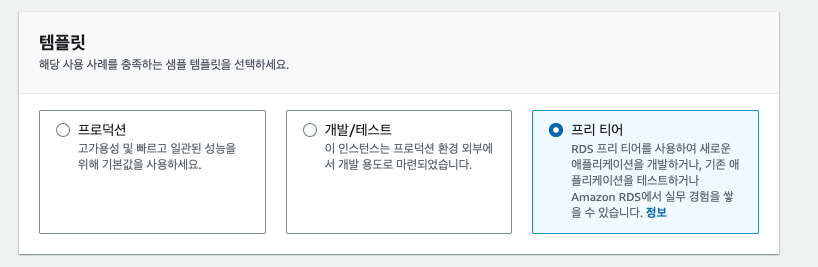 템플릿
해당 사용 사례를 충족하는 샘플 템플릿을 선택하세요.
프로덕션
고가용성 및 빠르고 일관된 성능을
위해 기본값을 사용하세요.
개발/테스트
이 인스턴스는 프로덕션 환경 외부에
서 개발 용도로 마련되었습니다.
프리 티어
RDS 프리 티어를 사용하여 새로운
애플리케이션을 개발하거나, 기존 애
플리케이션을 테스트하거나
Amazon RDS에서 실무 경험을 쌓
을 수 있습니다. 정보